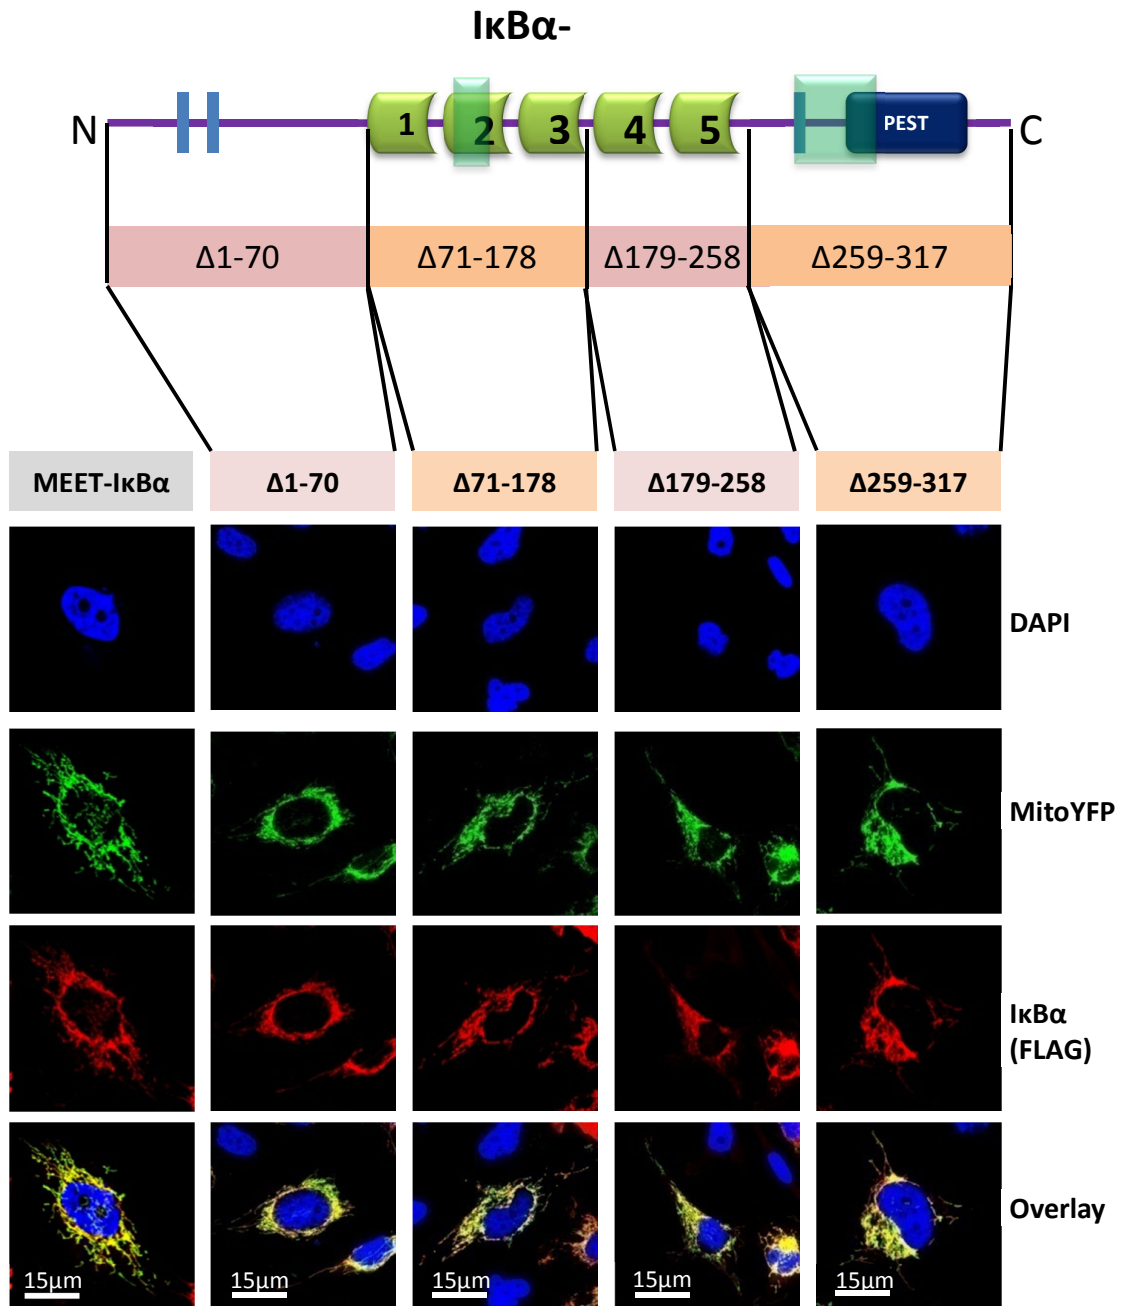 IκBα-
N 1 2 3 4 5 PEST C
Δ1-70 Δ71-178 Δ179-258 Δ259-317
MEET-IκBα Δ1-70 Δ71-178 Δ179-258 Δ259-317
DAPI
MitoYFP
IκBα
(FLAG)
Overlay
15μm 15μm 15μm 15μm 15μm